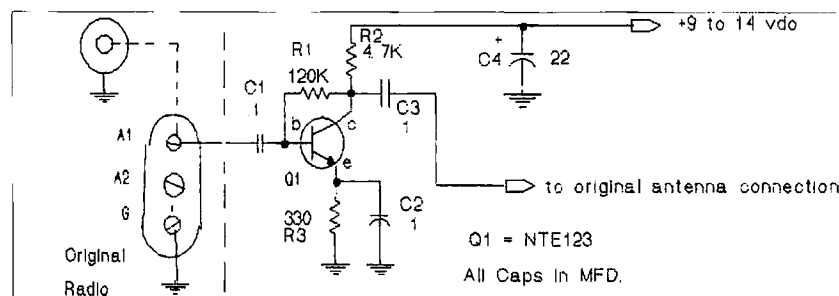 +9 to 14 vdo
R2
4.7K
R1
120K
C4
+
22
C1
.1
C3
.1
A1
b
c
e
A2
Q1
to original antenna connection
G
C2
.1
330
R3
Q1 = NTE123
Original
Radio
All Caps in MFD.